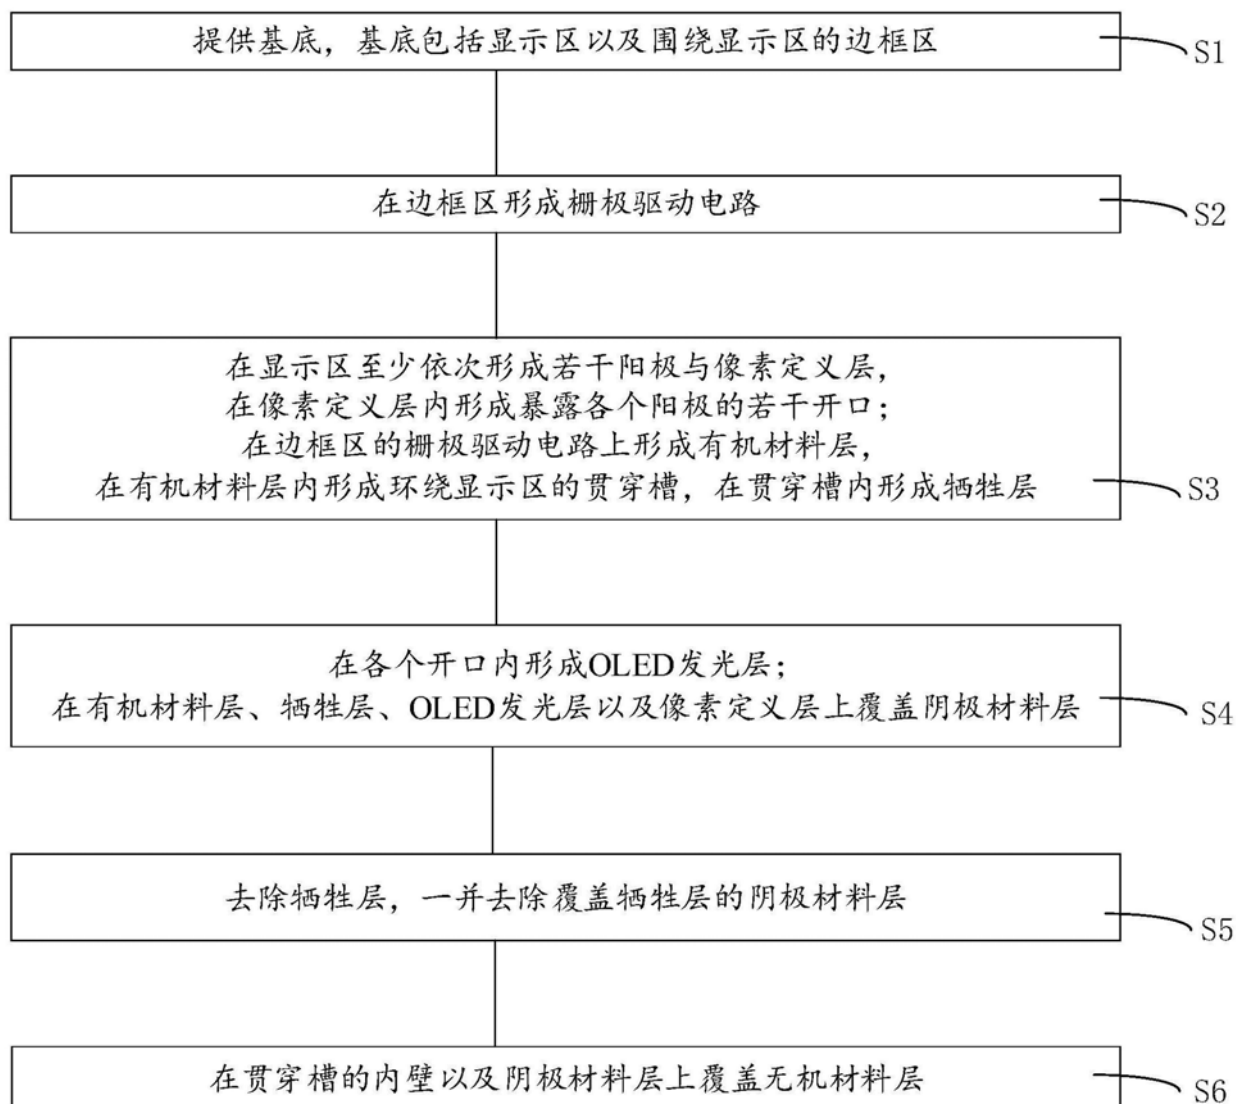 提供基底，基底包括显示区以及围绕显示区的边框区
S1
在边框区形成栅极驱动电路
S2
在显示区至少依次形成若干阳极与像素定义层，
在像素定义层内形成暴露各个阳极的若干开口；
在边框区的栅极驱动电路上形成有机材料层，
在有机材料层内形成环绕显示区的贯穿槽，在贯穿槽内形成牺牲层
S3
在各个开口内形成OLED发光层；
在有机材料层、牺牲层、OLED发光层以及像素定义层上覆盖阴极材料层
S4
去除牺牲层，一并去除覆盖牺牲层的阴极材料层
S5
在贯穿槽的内壁以及阴极材料层上覆盖无机材料层
S6